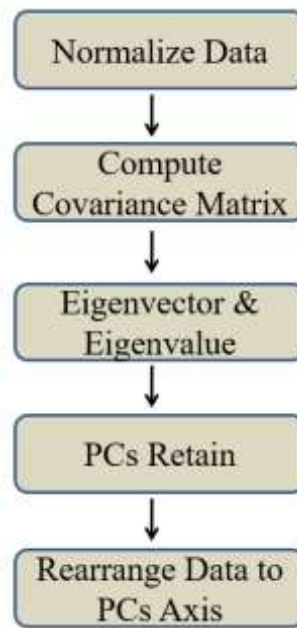 Normalize Data
Compute
Covariance Matrix
Eigenvector &
Eigenvalue
PCs Retain
Rearrange Data to
PCs Axis